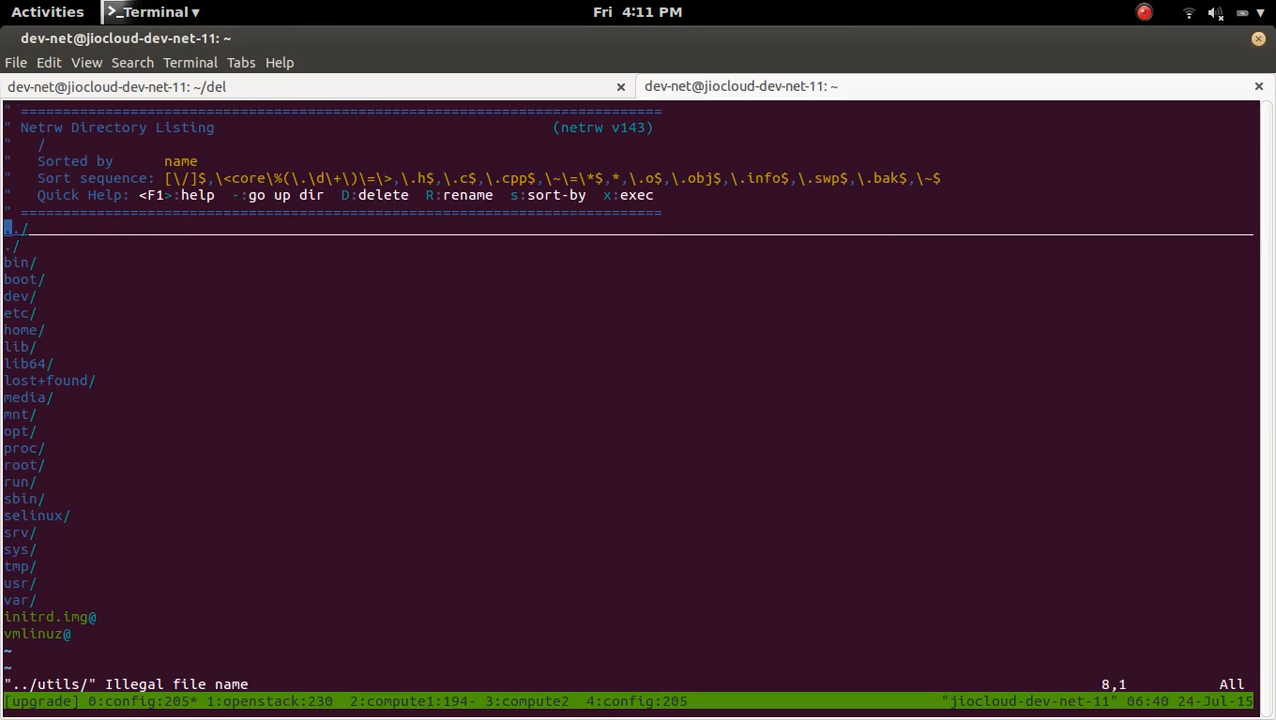 Activities >_Terminal ▾ Fri 4:11 PM
dev-net@jiocloud-dev-net-11: ~
File Edit View Search Terminal Tabs Help
dev-net@jiocloud-dev-net-11: ~/del × dev-net@jiocloud-dev-net-11: ~ ×
" ============================================================================
" Netrw Directory Listing (netrw v143)
" /
" Sorted by name
" Sort sequence: [\/]$,\<core\%(\.\d\+\)\=\>,\.h$,\.c$,\.cpp$,\~\=\*$,*,\.o$,\.obj$,\.info$,\.swp$,\.bak$,\~$
" Quick Help: <F1>:help -:go up dir D:delete R:rename s:sort-by x:exec
" ============================================================================
../
./
bin/
boot/
dev/
etc/
home/
lib/
lib64/
lost+found/
media/
mnt/
opt/
proc/
root/
run/
sbin/
selinux/
srv/
sys/
tmp/
usr/
var/
initrd.img@
vmlinuz@
~
~
"../utils/" Illegal file name 8,1 All
[upgrade] 0:config:205* 1:openstack:230 2:compute1:194- 3:compute2 4:config:205 "jiocloud-dev-net-11" 06:40 24-Jul-15